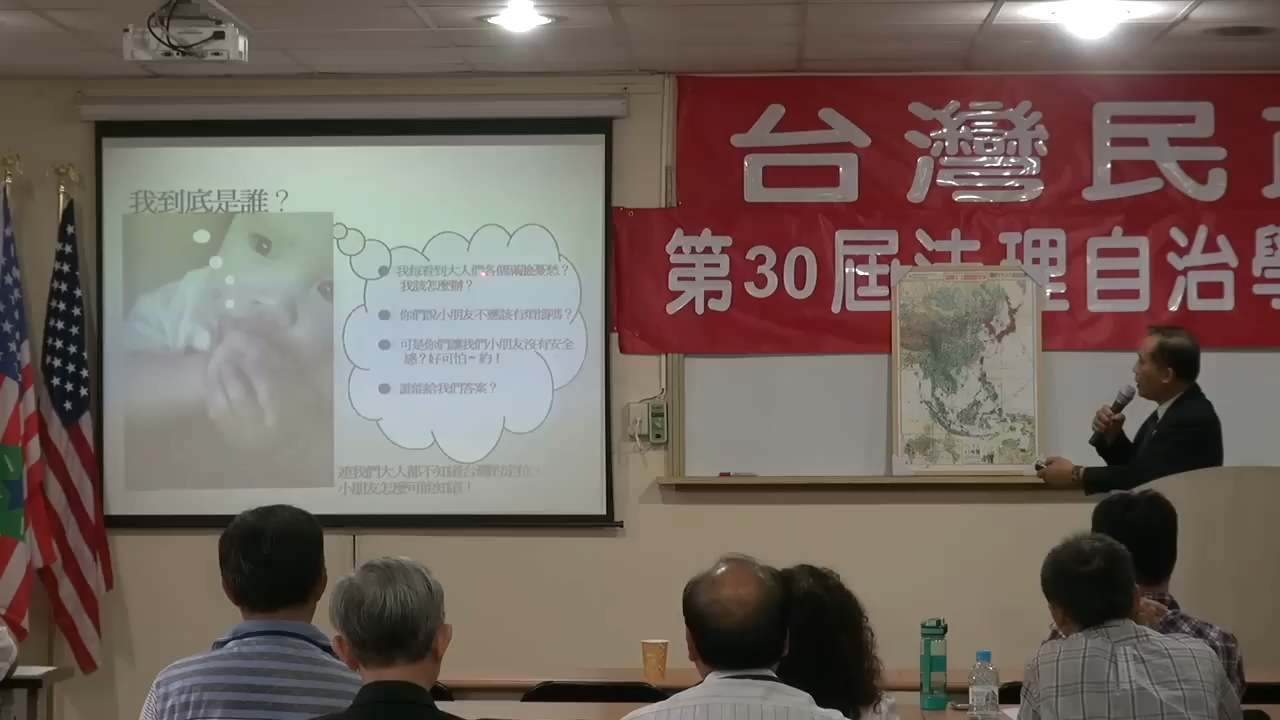 我到底是誰？
我每看到大人們各個滿臉憂愁？
我該怎麼辦？
你們說小朋友不應該有煩惱嗎？
可是你們讓我們小朋友沒有安全
感？好可怕~約！
誰能給我們答案？
連我們大人都不知道台灣的定位，
小朋友怎麼可能知道！
台灣民
第30屆法理自治學